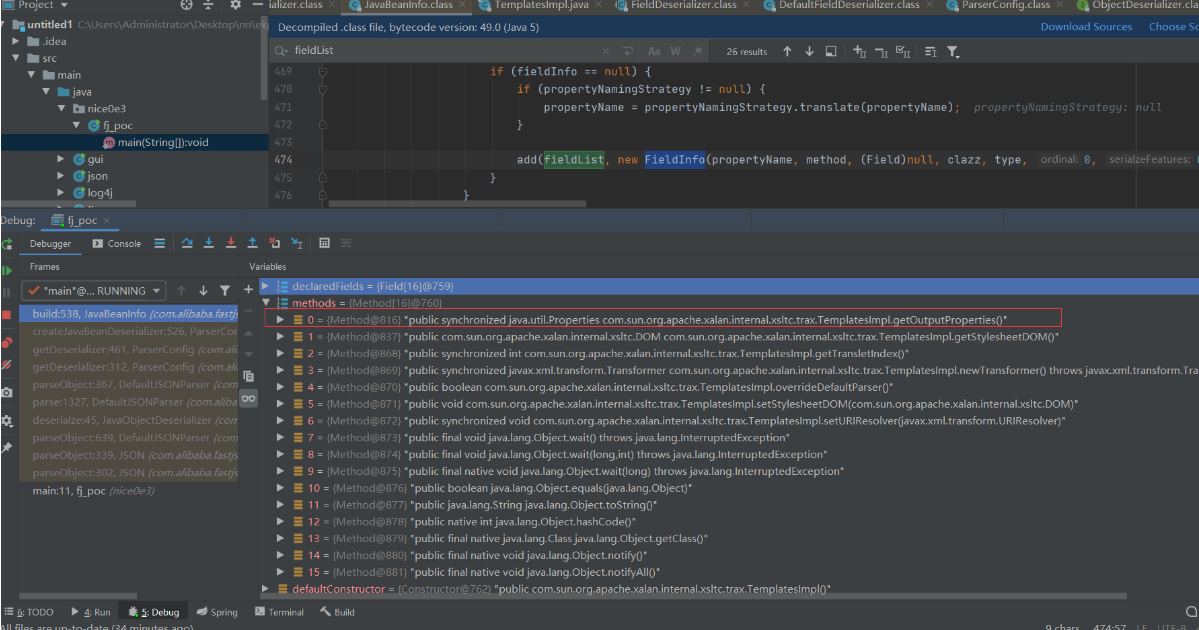 Project
ializer.class
JavaBeanInfo.class
TemplatesImpl.java
FieldDeserializer.class
DefaultFieldDeserializer.class
ParserConfig.class
ObjectDeserializer.cla
untitled1 C:\Users\Administrator\Desktop\nn\ek
.idea
src
main
java
nice0e3
fj_poc
main(String[]):void
gui
json
log4j
Decompiled .class file, bytecode version: 49.0 (Java 5)
Download Sources
Choose So
fieldList
Aa W .*
26 results
469 if (fieldInfo == null) {
470 if (propertyNamingStrategy != null) {
471 propertyName = propertyNamingStrategy.translate(propertyName); propertyNamingStrategy: null
472 }
473
474 add(fieldList, new FieldInfo(propertyName, method, (Field)null, clazz, type, ordinal: 0, serialzeFeatures:
475 }
476 }
Debug: fj_poc
Debugger Console
Frames
Variables
"main"@... RUNNING
build:538, JavaBeanInfo (com.alibaba.fastjs
createJavaBeanDeserializer:526, ParserCon
getDeserializer:461, ParserConfig (com.ali
getDeserializer:312, ParserConfig (com.ali
parseObject:367, DefaultJSONParser (com.
parse:1327, DefaultJSONParser (com.aliba
deserialze:45, JavaObjectDeserializer (com
parseObject:639, DefaultJSONParser (com
parseObject:339, JSON (com.alibaba.fastjs
parseObject:302, JSON (com.alibaba.fastjs
main:11, fj_poc (nice0e3)
declaredFields = {Field[16]@759}
methods = {Method[16]@760}
0 = {Method@816} "public synchronized java.util.Properties com.sun.org.apache.xalan.internal.xsltc.trax.TemplatesImpl.getOutputProperties()"
1 = {Method@837} "public com.sun.org.apache.xalan.internal.xsltc.DOM com.sun.org.apache.xalan.internal.xsltc.trax.TemplatesImpl.getStylesheetDOM()"
2 = {Method@868} "public synchronized int com.sun.org.apache.xalan.internal.xsltc.trax.TemplatesImpl.getTransletIndex()"
3 = {Method@869} "public synchronized javax.xml.transform.Transformer com.sun.org.apache.xalan.internal.xsltc.trax.TemplatesImpl.newTransformer() throws javax.xml.transform.Tra
4 = {Method@870} "public boolean com.sun.org.apache.xalan.internal.xsltc.trax.TemplatesImpl.overrideDefaultParser()"
5 = {Method@871} "public void com.sun.org.apache.xalan.internal.xsltc.trax.TemplatesImpl.setStylesheetDOM(com.sun.org.apache.xalan.internal.xsltc.DOM)"
6 = {Method@872} "public synchronized void com.sun.org.apache.xalan.internal.xsltc.trax.TemplatesImpl.setURIResolver(javax.xml.transform.URIResolver)"
7 = {Method@873} "public final void java.lang.Object.wait() throws java.lang.InterruptedException"
8 = {Method@874} "public final void java.lang.Object.wait(long,int) throws java.lang.InterruptedException"
9 = {Method@875} "public final native void java.lang.Object.wait(long) throws java.lang.InterruptedException"
10 = {Method@876} "public boolean java.lang.Object.equals(java.lang.Object)"
11 = {Method@877} "public java.lang.String java.lang.Object.toString()"
12 = {Method@878} "public native int java.lang.Object.hashCode()"
13 = {Method@879} "public final native java.lang.Class java.lang.Object.getClass()"
14 = {Method@880} "public final native void java.lang.Object.notify()"
15 = {Method@881} "public final native void java.lang.Object.notifyAll()"
defaultConstructor = {Constructor@762} "public com.sun.org.apache.xalan.internal.xsltc.trax.TemplatesImpl()"
6: TODO 4: Run 5: Debug Spring Terminal Build
All files are up-to-date (34 minutes ago)
9 chars 474:57 LF UTF-8